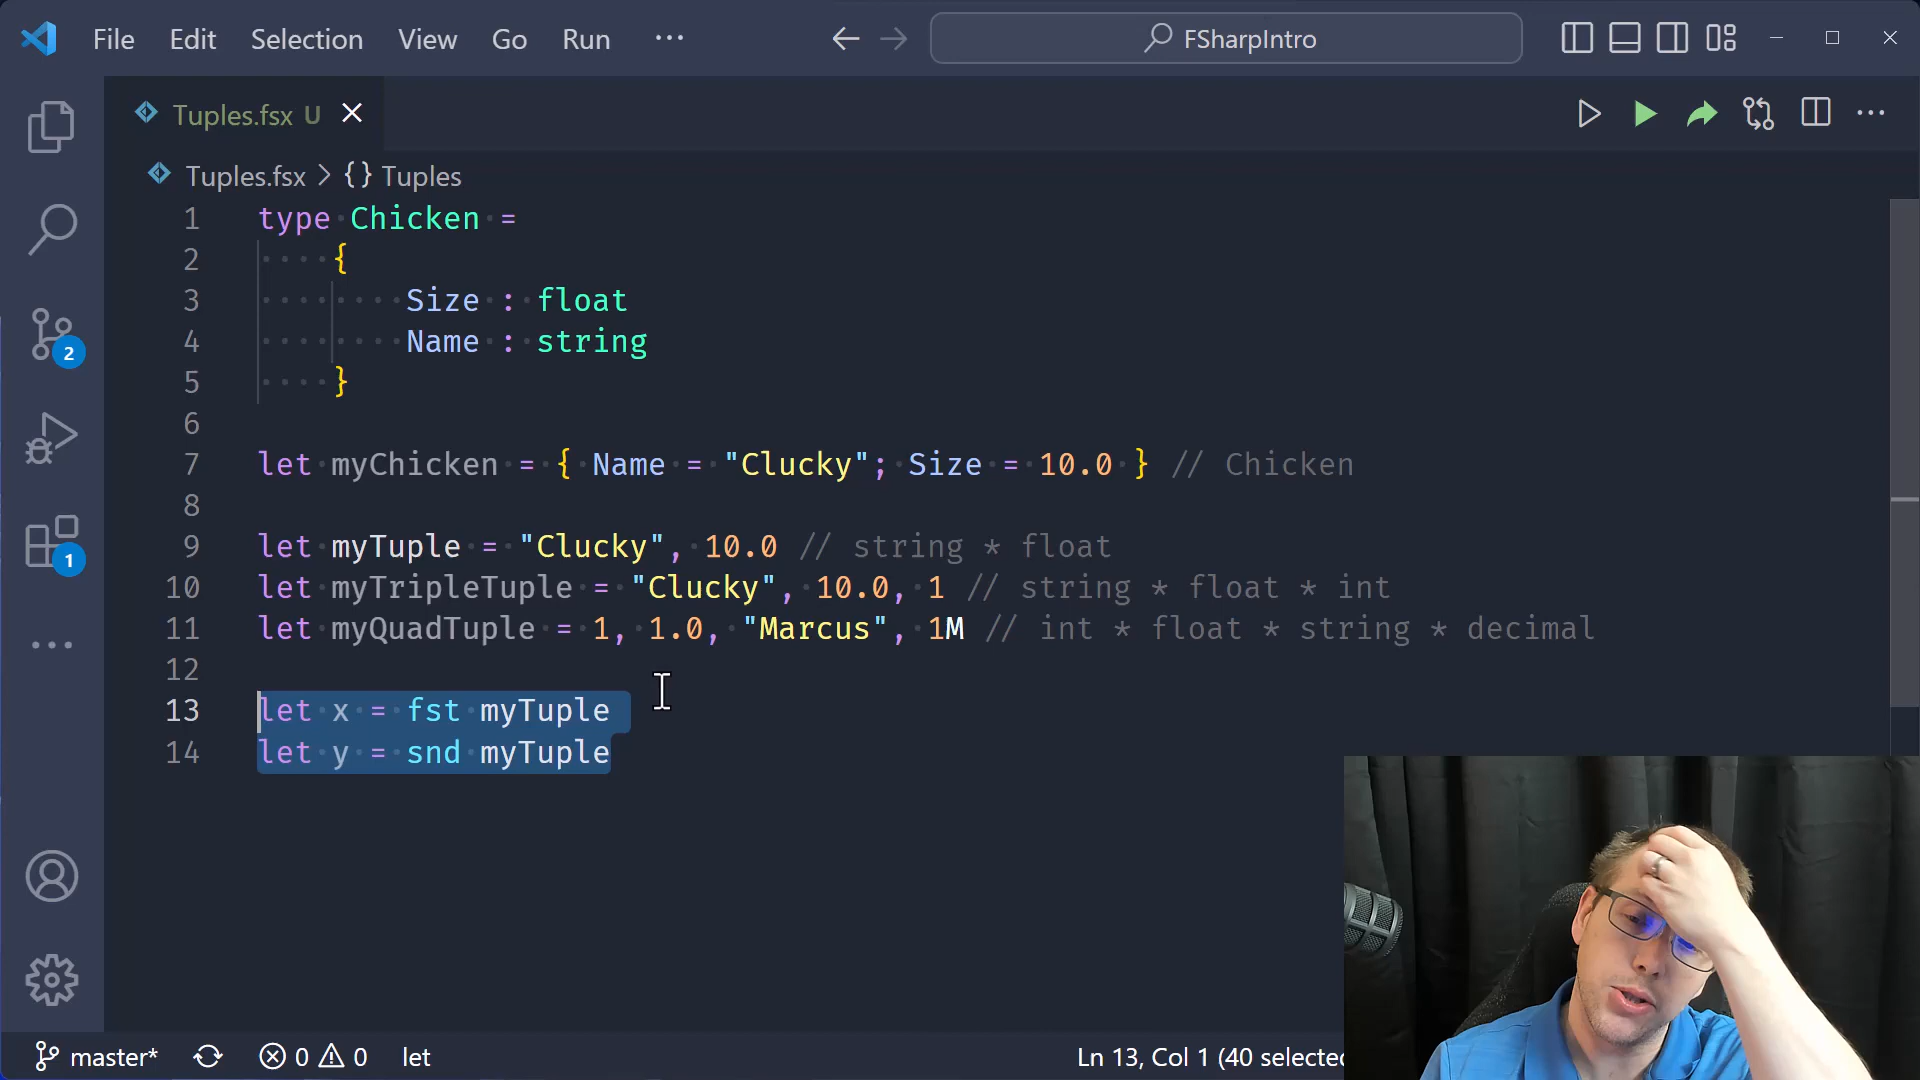 File Edit Selection View Go Run ··· FSharpIntro
Tuples.fsx U
Tuples.fsx > {} Tuples
1 type Chicken =
2 {
3 Size : float
4 Name : string
5 }
6
7 let myChicken = { Name = "Clucky"; Size = 10.0 } // Chicken
8
9 let myTuple = "Clucky", 10.0 // string * float
10 let myTripleTuple = "Clucky", 10.0, 1 // string * float * int
11 let myQuadTuple = 1, 1.0, "Marcus", 1M // int * float * string * decimal
12
13 let x = fst myTuple
14 let y = snd myTuple
2
1
master* 0 0 let Ln 13, Col 1 (40 selected